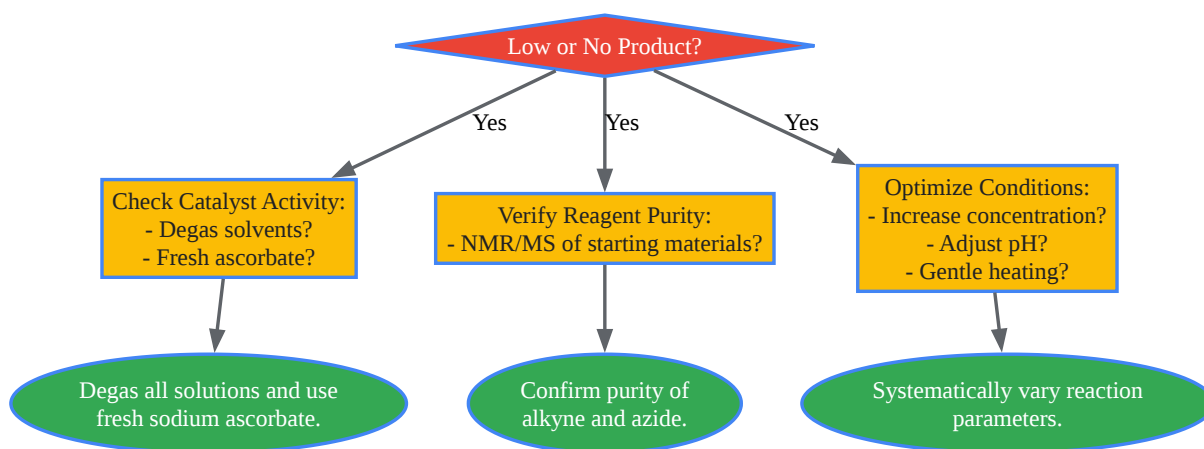 Low or No Product?
Yes
Yes
Yes
Check Catalyst Activity:
- Degas solvents?
- Fresh ascorbate?
Verify Reagent Purity:
- NMR/MS of starting materials?
Optimize Conditions:
- Increase concentration?
- Adjust pH?
- Gentle heating?
Degas all solutions and use
fresh sodium ascorbate.
Confirm purity of
alkyne and azide.
Systematically vary reaction
parameters.